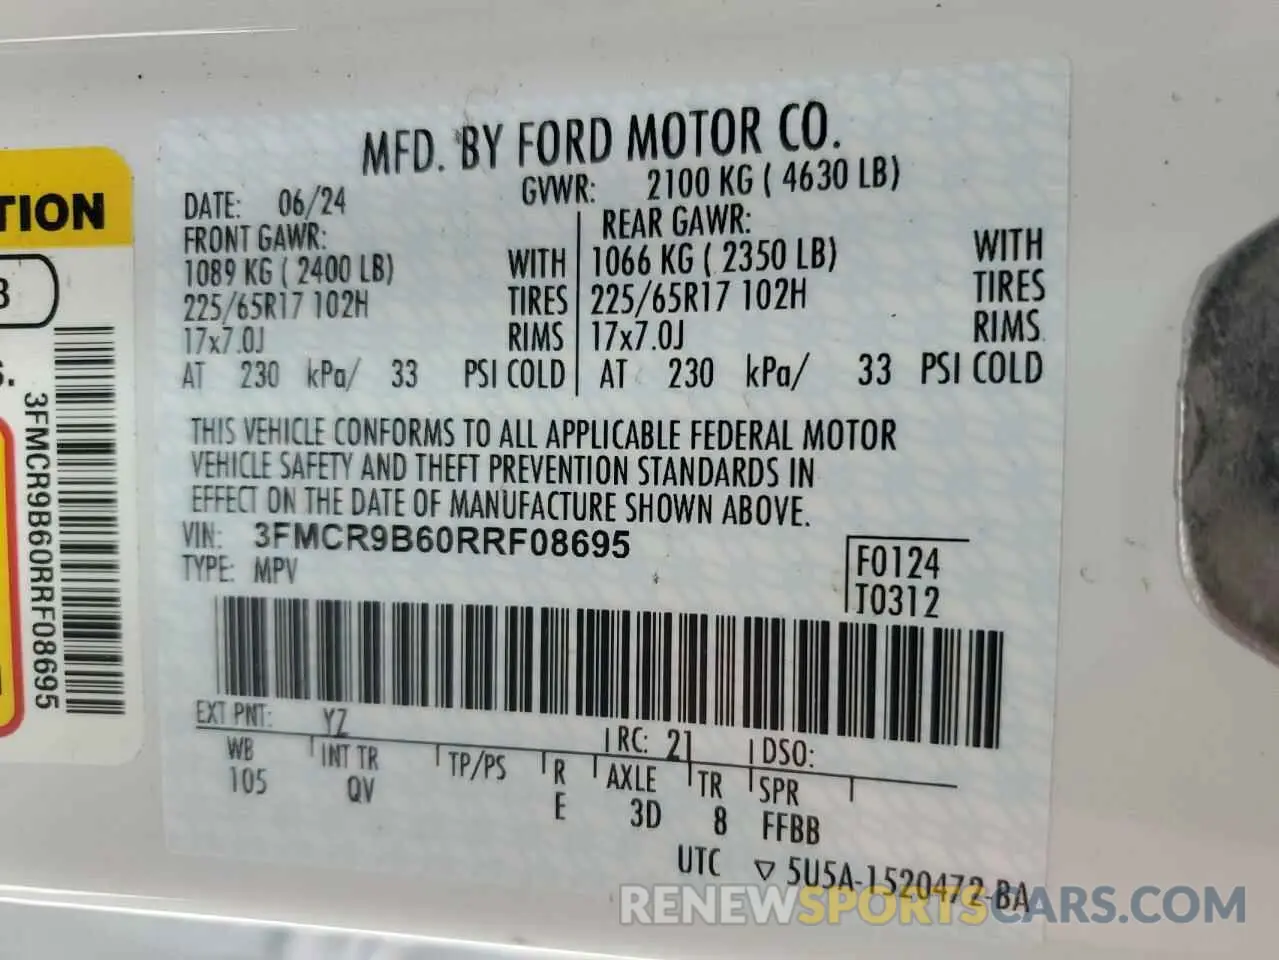 MFD. BY FORD MOTOR CO.
DATE: 06/24 GVWR: 2100 KG ( 4630 LB)
FRONT GAWR: REAR GAWR:
1089 KG ( 2400 LB) WITH 1066 KG ( 2350 LB) WITH
225/65R17 102H TIRES 225/65R17 102H TIRES
17x7.0J RIMS 17x7.0J RIMS
AT 230 kPa/ 33 PSI COLD AT 230 kPa/ 33 PSI COLD
THIS VEHICLE CONFORMS TO ALL APPLICABLE FEDERAL MOTOR
VEHICLE SAFETY AND THEFT PREVENTION STANDARDS IN
EFFECT ON THE DATE OF MANUFACTURE SHOWN ABOVE.
VIN: 3FMCR9B60RRF08695
TYPE: MPV
F0124
T0312
EXT PNT: YZ RC: 21 DSO:
WB INT TR TP/PS R AXLE TR SPR
105 QV E 3D 8 FFBB
UTC ▽ 5U5A-1520472-BA
3FMCR9B60RRF08695
RENEWSPORTSCARS.COM